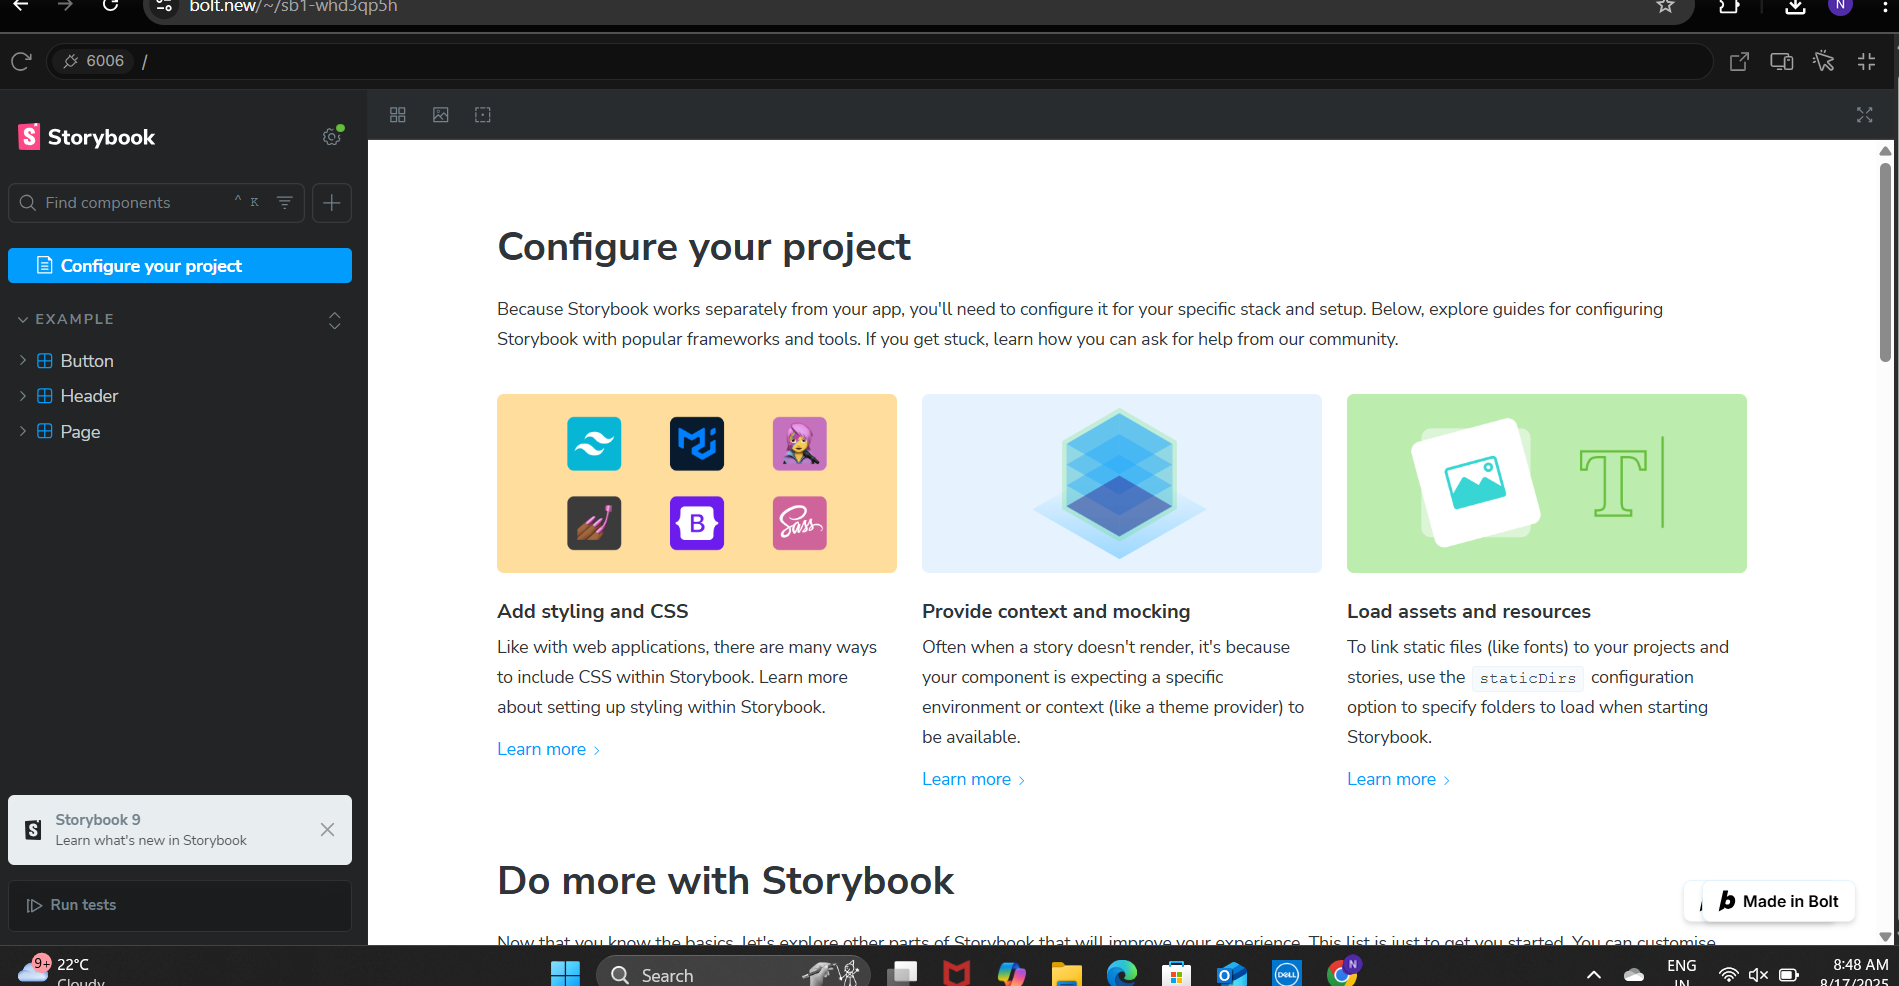 bolt.new/~/sb1-whd3qp5h
N
6006 /
S Storybook
Find components ^ K
Configure your project
EXAMPLE
Button
Header
Page
Configure your project
Because Storybook works separately from your app, you'll need to configure it for your specific stack and setup. Below, explore guides for configuring
Storybook with popular frameworks and tools. If you get stuck, learn how you can ask for help from our community.
B
Sass
T
Add styling and CSS
Like with web applications, there are many ways
to include CSS within Storybook. Learn more
about setting up styling within Storybook.
Learn more
Provide context and mocking
Often when a story doesn't render, it's because
your component is expecting a specific
environment or context (like a theme provider) to
be available.
Learn more
Load assets and resources
To link static files (like fonts) to your projects and
stories, use the staticDirs configuration
option to specify folders to load when starting
Storybook.
Learn more
S Storybook 9
Learn what's new in Storybook
Run tests
Do more with Storybook
Now that you know the basics, let's explore other parts of Storybook that will improve your experience. This list is just to get you started. You can customise
b Made in Bolt
9+ 22°C
Cloudy
Search
DELL
N
ENG
IN
8:48 AM
8/17/2025